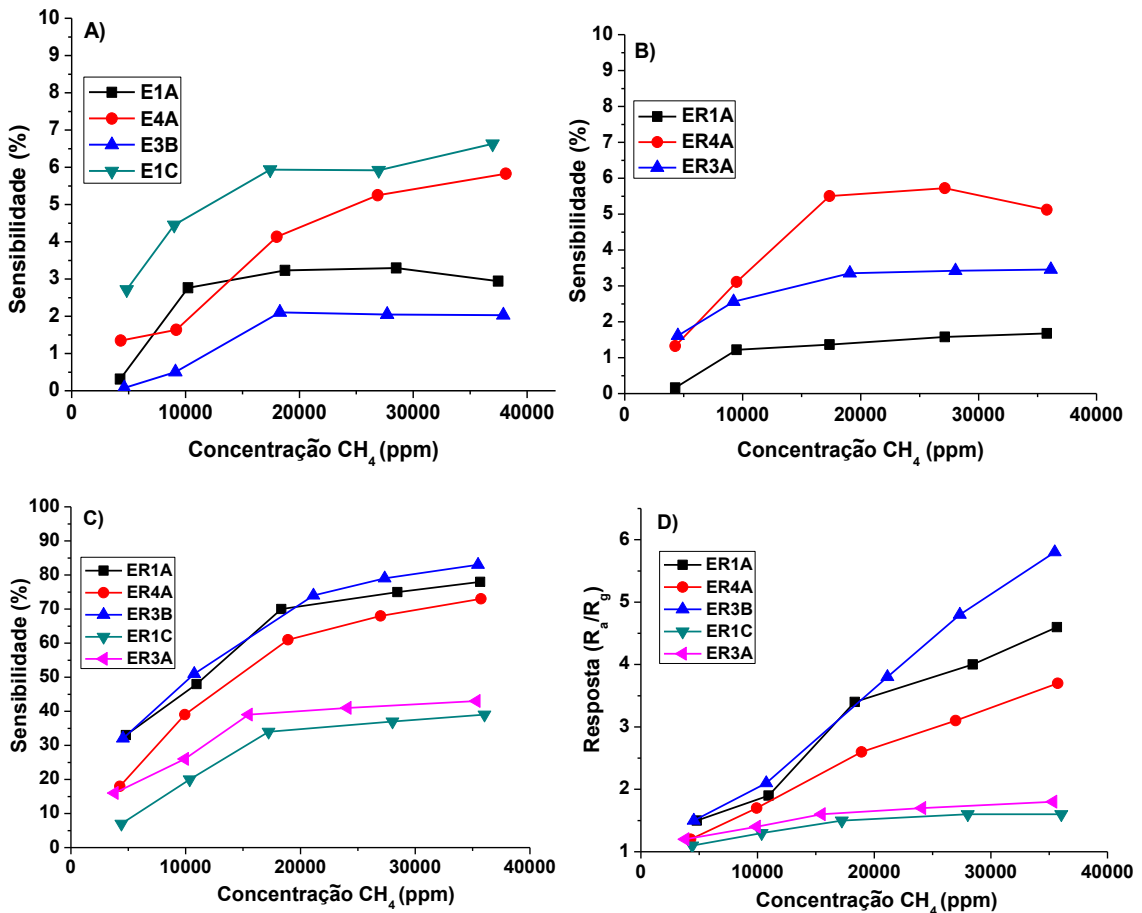 A)
E1A
E4A
E3B
E1C
Sensibilidade (%)
10
9
8
7
6
5
4
3
2
1
0
0 10000 20000 30000 40000
Concentração CH4 (ppm)
B)
ER1A
ER4A
ER3A
Sensibilidade (%)
10
9
8
7
6
5
4
3
2
1
0
0 10000 20000 30000 40000
Concentração CH4 (ppm)
C)
ER1A
ER4A
ER3B
ER1C
ER3A
Sensibilidade (%)
100
90
80
70
60
50
40
30
20
10
0
0 10000 20000 30000 40000
Concentração CH4 (ppm)
D)
ER1A
ER4A
ER3B
ER1C
ER3A
Resposta (Ra/Rg)
6
5
4
3
2
1
0 10000 20000 30000 40000
Concentração CH4 (ppm)